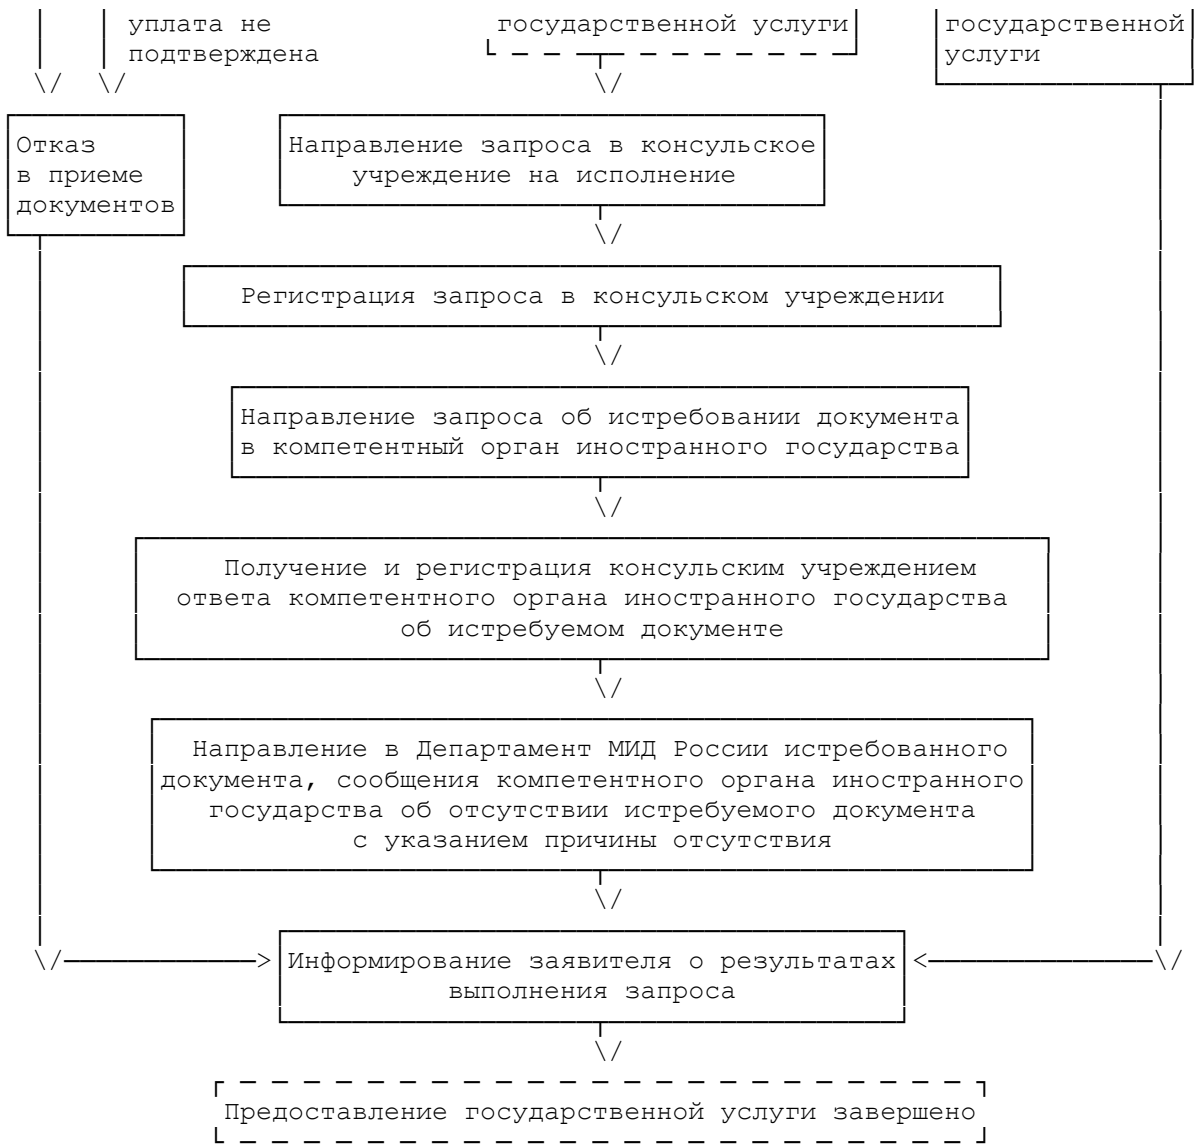 уплата не
подтверждена
государственной услуги
государственной
услуги
Отказ
в приеме
документов
Направление запроса в консульское
учреждение на исполнение
Регистрация запроса в консульском учреждении
Направление запроса об истребовании документа
в компетентный орган иностранного государства
Получение и регистрация консульским учреждением
ответа компетентного органа иностранного государства
об истребуемом документе
Направление в Департамент МИД России истребованного
документа, сообщения компетентного органа иностранного
государства об отсутствии истребуемого документа
с указанием причины отсутствия
Информирование заявителя о результатах
выполнения запроса
Предоставление государственной услуги завершено